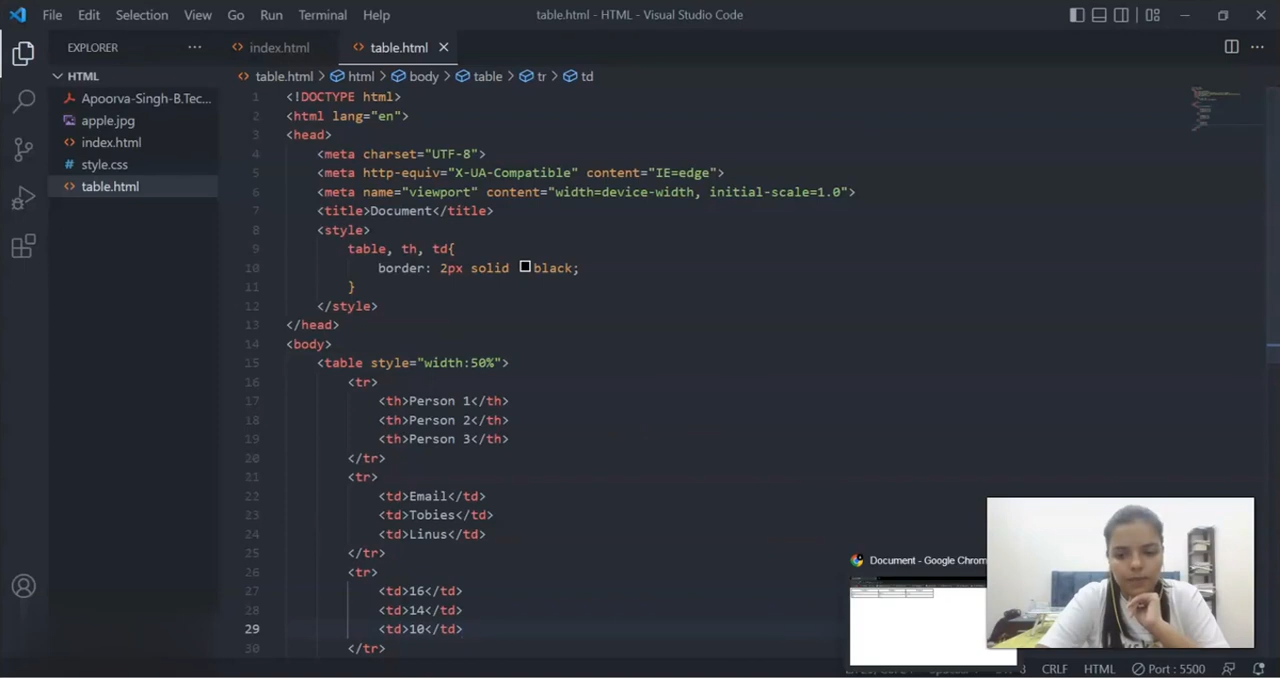 File Edit Selection View Go Run Terminal Help
table.html - HTML - Visual Studio Code
EXPLORER
index.html
table.html
HTML
table.html > html > body > table > tr > td
Apoorva-Singh-B.Tec...
apple.jpg
index.html
style.css
table.html
1 <!DOCTYPE html>
2 <html lang="en">
3 <head>
4 <meta charset="UTF-8">
5 <meta http-equiv="X-UA-Compatible" content="IE=edge">
6 <meta name="viewport" content="width=device-width, initial-scale=1.0">
7 <title>Document</title>
8 <style>
9 table, th, td{
10 border: 2px solid black;
11 }
12 </style>
13 </head>
14 <body>
15 <table style="width:50%">
16 <tr>
17 <th>Person 1</th>
18 <th>Person 2</th>
19 <th>Person 3</th>
20 </tr>
21 <tr>
22 <td>Email</td>
23 <td>Tobies</td>
24 <td>Linus</td>
25 </tr>
26 <tr>
27 <td>16</td>
28 <td>14</td>
29 <td>10</td>
30 </tr>
Document - Google Chrom
CRLF HTML Port : 5500